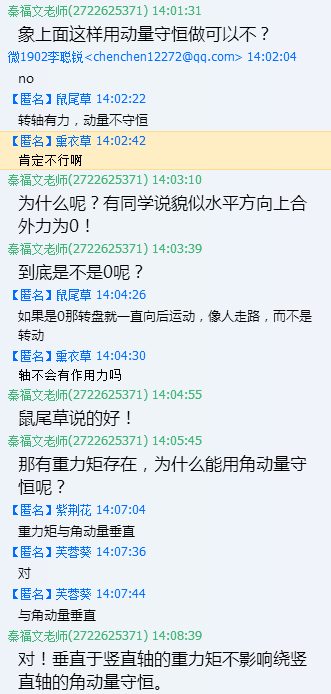 秦福文老师(2722625371) 14:01:31
象上面这样用动量守恒做可以不？
微1902李聪锐<chenchen12272@qq.com> 14:02:04
no
【匿名】鼠尾草 14:02:22
转轴有力，动量不守恒
【匿名】熏衣草 14:02:42
肯定不行啊
秦福文老师(2722625371) 14:03:10
为什么呢？有同学说貌似水平方向上合
外力为0！
秦福文老师(2722625371) 14:03:39
到底是不是0呢？
【匿名】鼠尾草 14:04:26
如果是0那转盘就一直向后运动，像人走路，而不是
转动
【匿名】熏衣草 14:04:30
轴不会有作用力吗
秦福文老师(2722625371) 14:04:55
鼠尾草说的好！
秦福文老师(2722625371) 14:05:45
那有重力矩存在，为什么能用角动量守
恒呢？
【匿名】紫荆花 14:07:04
重力矩与角动量垂直
【匿名】芙蓉葵 14:07:36
对
【匿名】芙蓉葵 14:07:44
与角动量垂直
秦福文老师(2722625371) 14:08:39
对！垂直于竖直轴的重力矩不影响绕竖
直轴的角动量守恒。